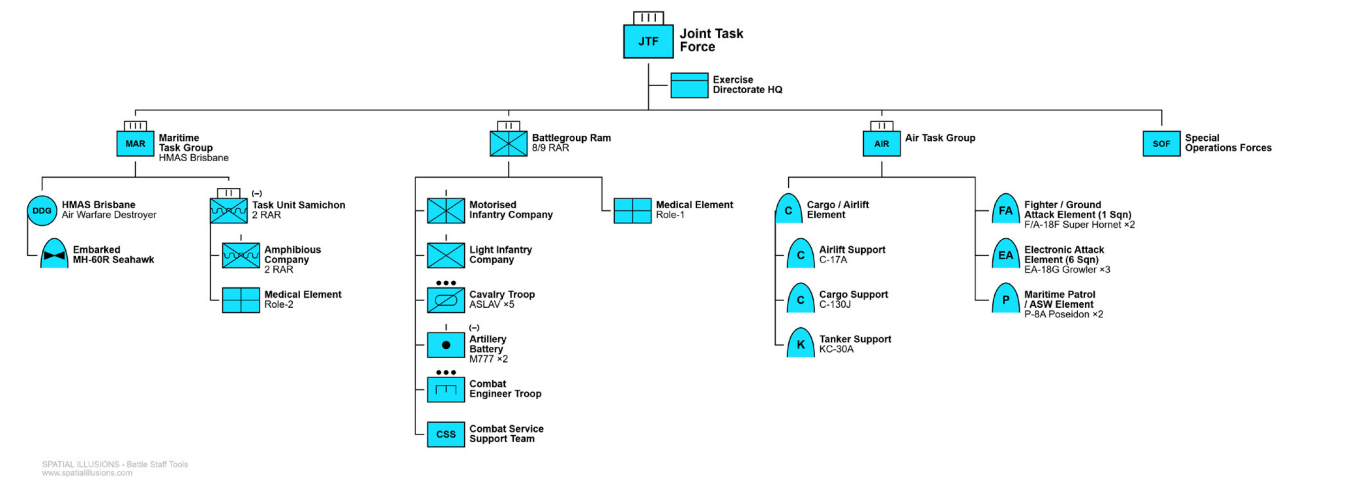 JTF
Joint Task
Force
Exercise
Directorate HQ
MAR
Maritime
Task Group
HMAS Brisbane
Battlegroup Ram
8/9 RAR
AIR
Air Task Group
SOF
Special
Operations Forces
DDG
HMAS Brisbane
Air Warfare Destroyer
Embarked
MH-60R Seahawk
(–)
Task Unit Samichon
2 RAR
Amphibious
Company
2 RAR
Medical Element
Role-2
Motorised
Infantry Company
Light Infantry
Company
Cavalry Troop
ASLAV ×5
(–)
Artillery
Battery
M777 ×2
Combat
Engineer Troop
CSS
Combat Service
Support Team
Medical Element
Role-1
C
Cargo / Airlift
Element
C
Airlift Support
C-17A
C
Cargo Support
C-130J
K
Tanker Support
KC-30A
FA
Fighter / Ground
Attack Element (1 Sqn)
F/A-18F Super Hornet ×2
EA
Electronic Attack
Element (6 Sqn)
EA-18G Growler ×3
P
Maritime Patrol
/ ASW Element
P-8A Poseidon ×2
SPATIAL ILLUSIONS - Battle Staff Tools
www.spatialillusions.com